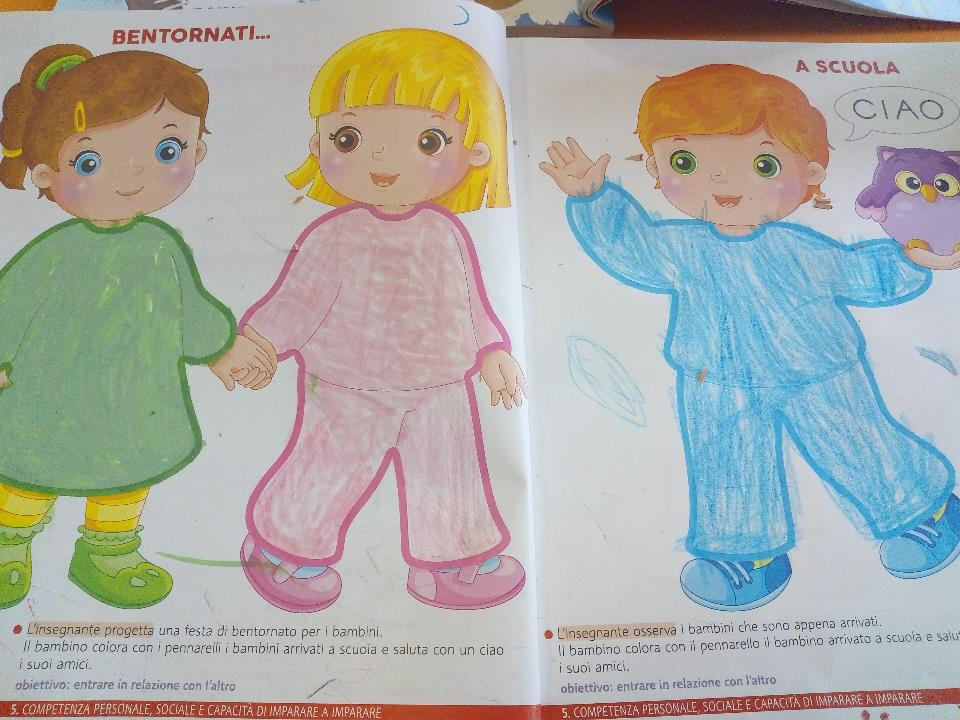 BENTORNATI...
● L'insegnante progetta una festa di bentornato per i bambini.
Il bambino colora con i pennarelli i bambini arrivati a scuola e saluta con un ciao
i suoi amici.
obiettivo: entrare in relazione con l'altro
5. COMPETENZA PERSONALE, SOCIALE E CAPACITÀ DI IMPARARE A IMPARARE
A SCUOLA
CIAO
● L'insegnante osserva i bambini che sono appena arrivati.
Il bambino colora con il pennarello il bambino arrivato a scuola e
i suoi amici.
obiettivo: entrare in relazione con l'altro
5. COMPETENZA PERSONALE, SOCIALE E CAPACITÀ DI IMPARARE A IMPARARE